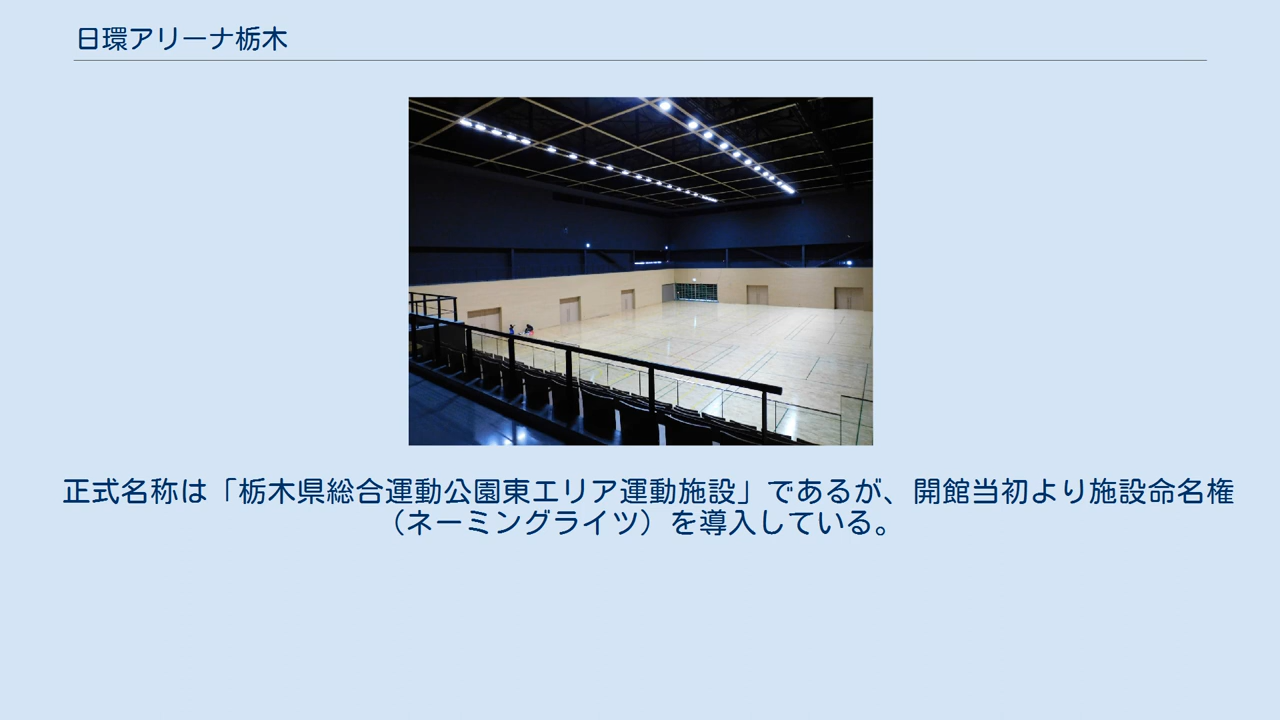 日環アリーナ栃木
正式名称は「栃木県総合運動公園東エリア運動施設」であるが、開館当初より施設命名権
（ネーミングライツ）を導入している。